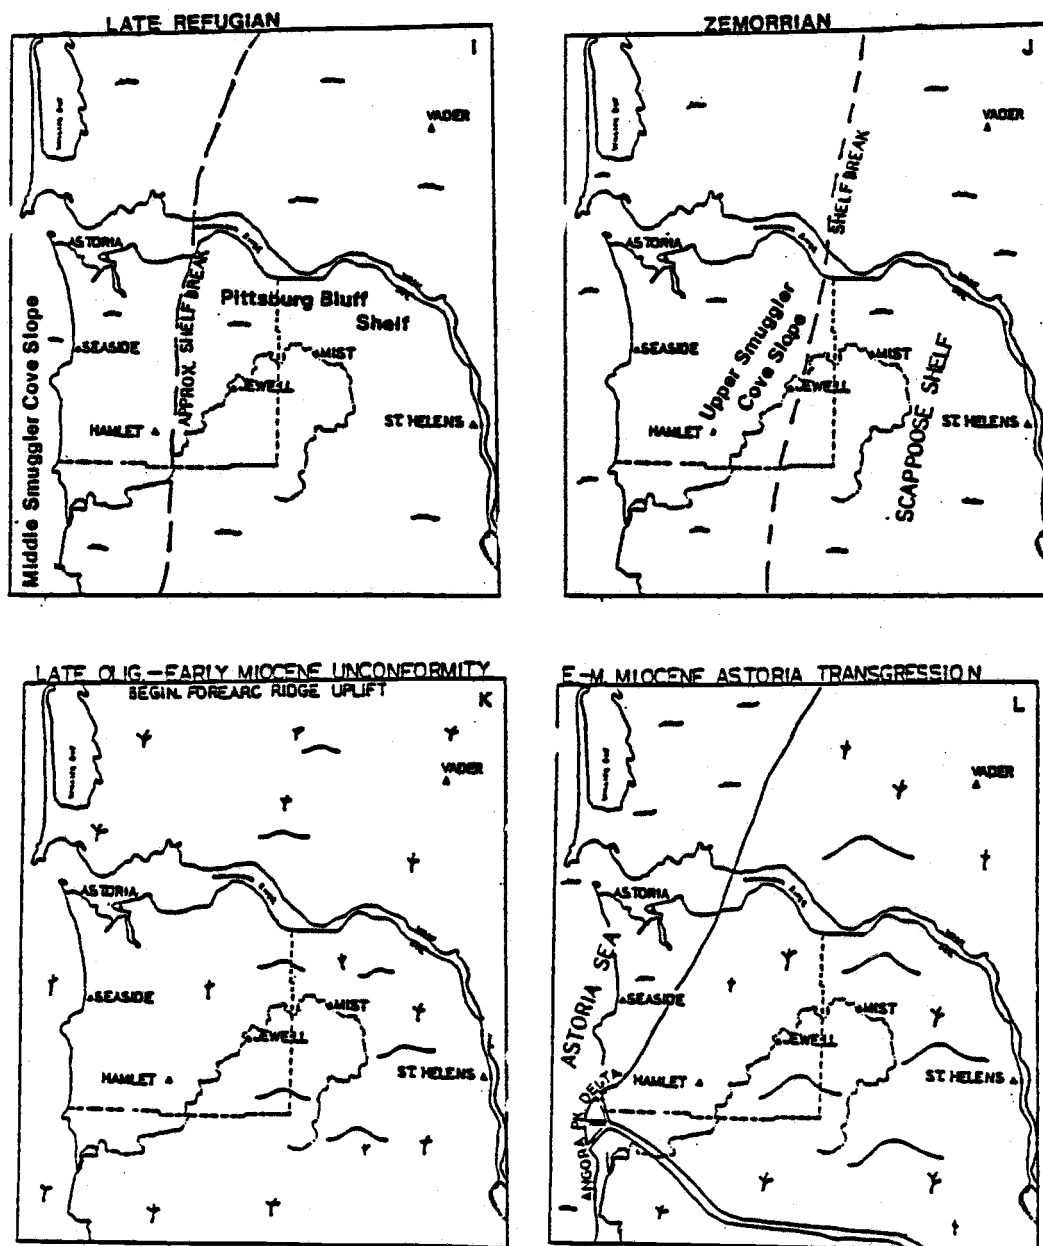 LATE REFUGIAN
I
VADER
ASTORIA
APPROX. SHELF BREAK
Pittsburg Bluff
Shelf
Middle Smuggler Cove Slope
SEASIDE
MIST
JEWELL
HAMLET
ST. HELENS
ZEMORRIAN
J
VADER
SHELF BREAK
ASTORIA
Upper Smuggler
Cove Slope
SEASIDE
MIST
JEWELL
SCAPPOOSE SHELF
HAMLET
ST. HELENS
LATE OLIG.-EARLY MIOCENE UNCONFORMITY
BEGIN. FOREARC RIDGE UPLIFT
K
VADER
ASTORIA
SEASIDE
MIST
JEWELL
HAMLET
ST. HELENS
E-M. MIOCENE ASTORIA TRANSGRESSION
L
VADER
ASTORIA
ASTORIA SEA
SEASIDE
MIST
JEWELL
HAMLET
ST. HELENS
ANGORA PK DELTA